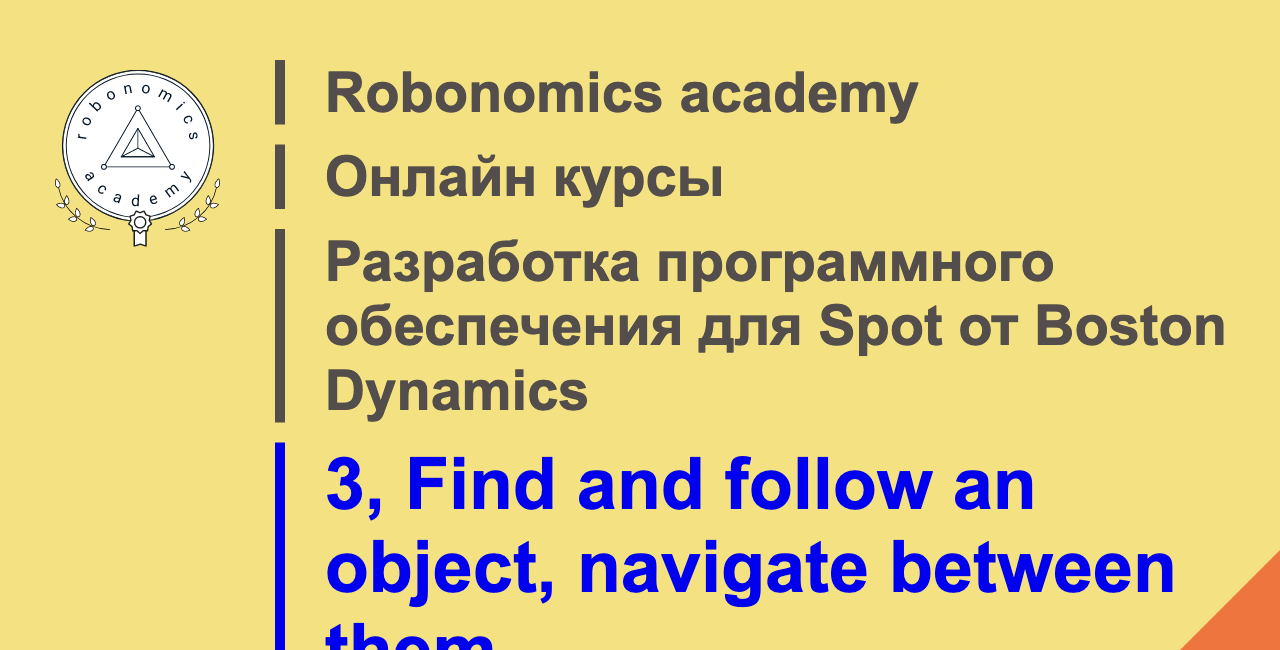 robonomics
academy
Robonomics academy
Онлайн курсы
Разработка программного
обеспечения для Spot от Boston
Dynamics
3, Find and follow an
object, navigate between
them